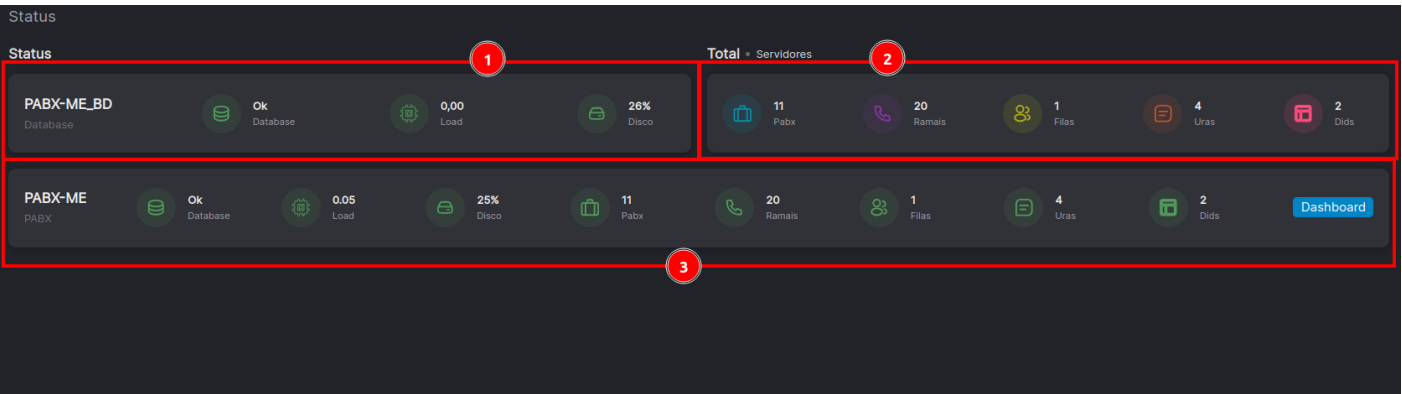 Status
Status
1
Total • Servidores
2
PABX-ME_BD
Database
Ok
Database
0,00
Load
26%
Disco
11
Pabx
20
Ramais
1
Filas
4
Uras
2
Dids
PABX-ME
PABX
Ok
Database
0.05
Load
25%
Disco
11
Pabx
20
Ramais
1
Filas
4
Uras
2
Dids
Dashboard
3